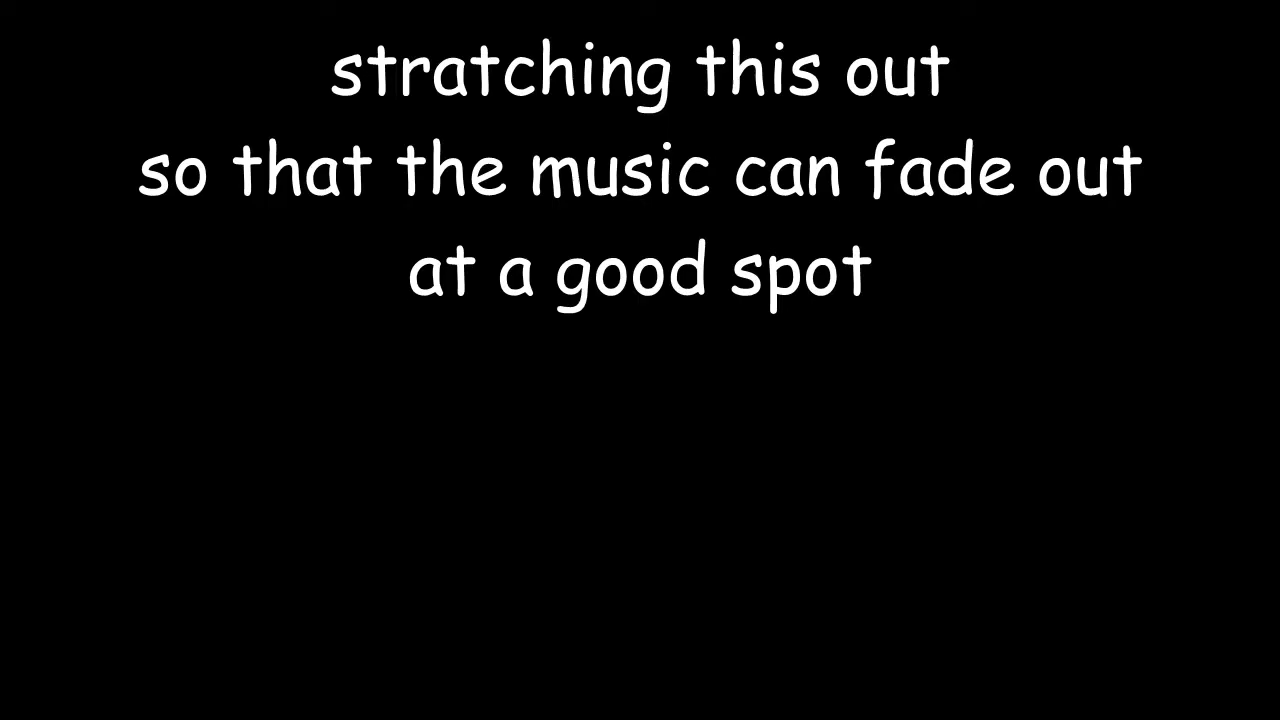 stratching this out
so that the music can fade out
at a good spot